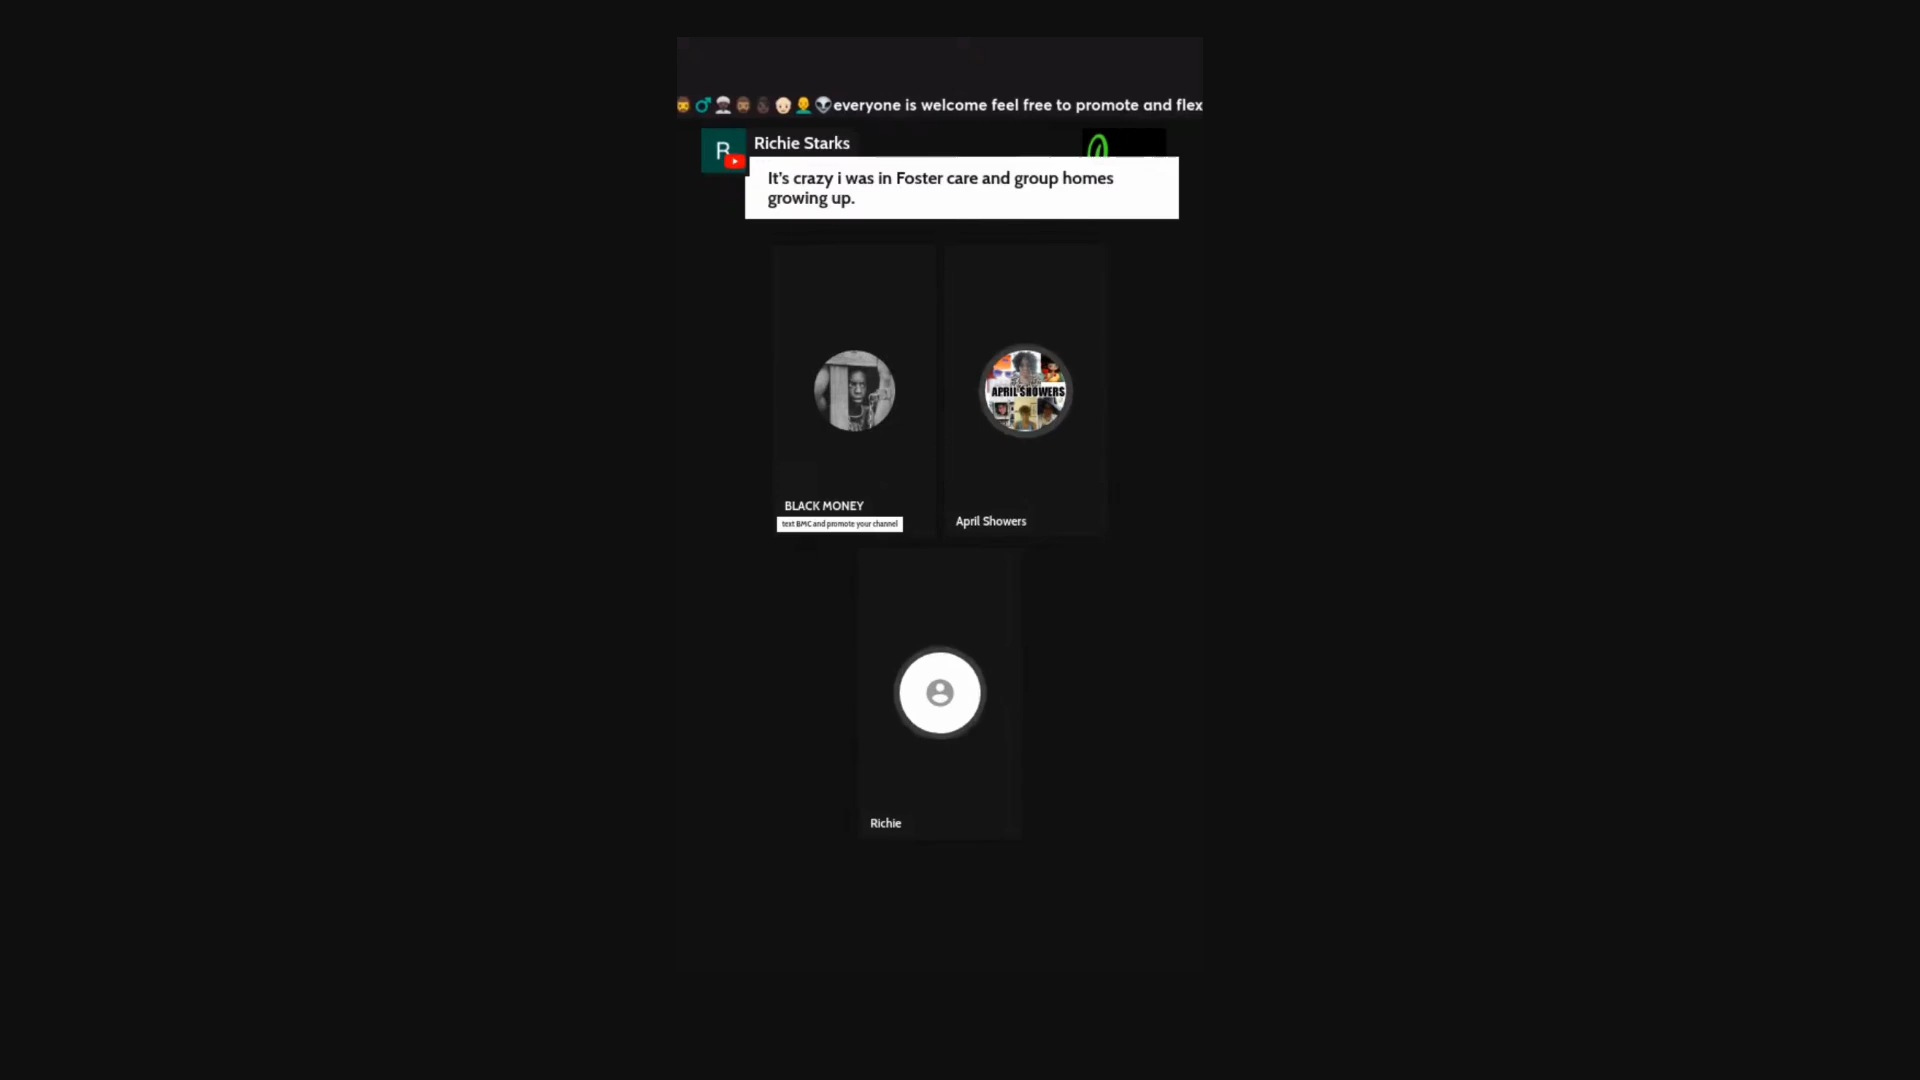 everyone is welcome feel free to promote and flex
R
Richie Starks
It's crazy i was in Foster care and group homes
growing up.
APRIL SHOWERS
BLACK MONEY
text BMC and promote your channel
April Showers
Richie